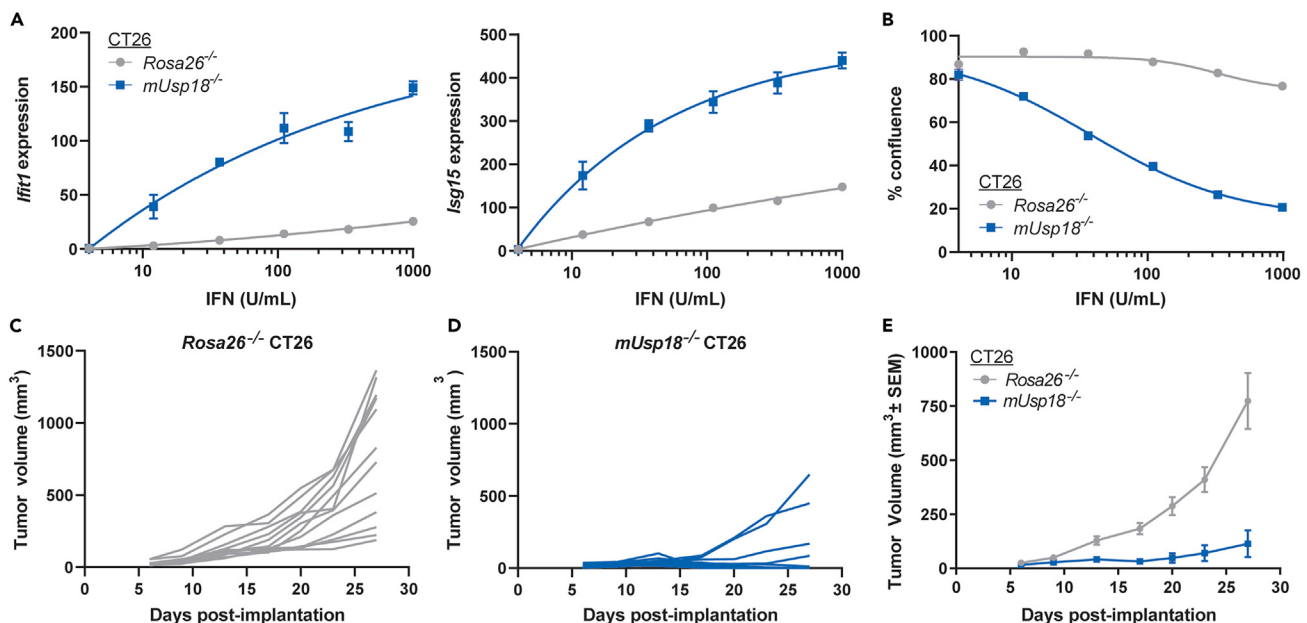 A
Ifit1 expression
200
150
100
50
0
CT26
Rosa26-/-
mUsp18-/-
10
100
1000
IFN (U/mL)
Isg15 expression
500
400
300
200
100
0
10
100
1000
IFN (U/mL)
B
% confluence
100
80
60
40
20
0
CT26
Rosa26-/-
mUsp18-/-
10
100
1000
IFN (U/mL)
C
Rosa26-/- CT26
Tumor volume (mm3)
1500
1000
500
0
0 5 10 15 20 25 30
Days post-implantation
D
mUsp18-/- CT26
Tumor volume (mm3)
1500
1000
500
0
0 5 10 15 20 25 30
Days post-implantation
E
Tumor Volume (mm3± SEM)
1000
750
500
250
0
CT26
Rosa26-/-
mUsp18-/-
0 5 10 15 20 25 30
Days post-implantation